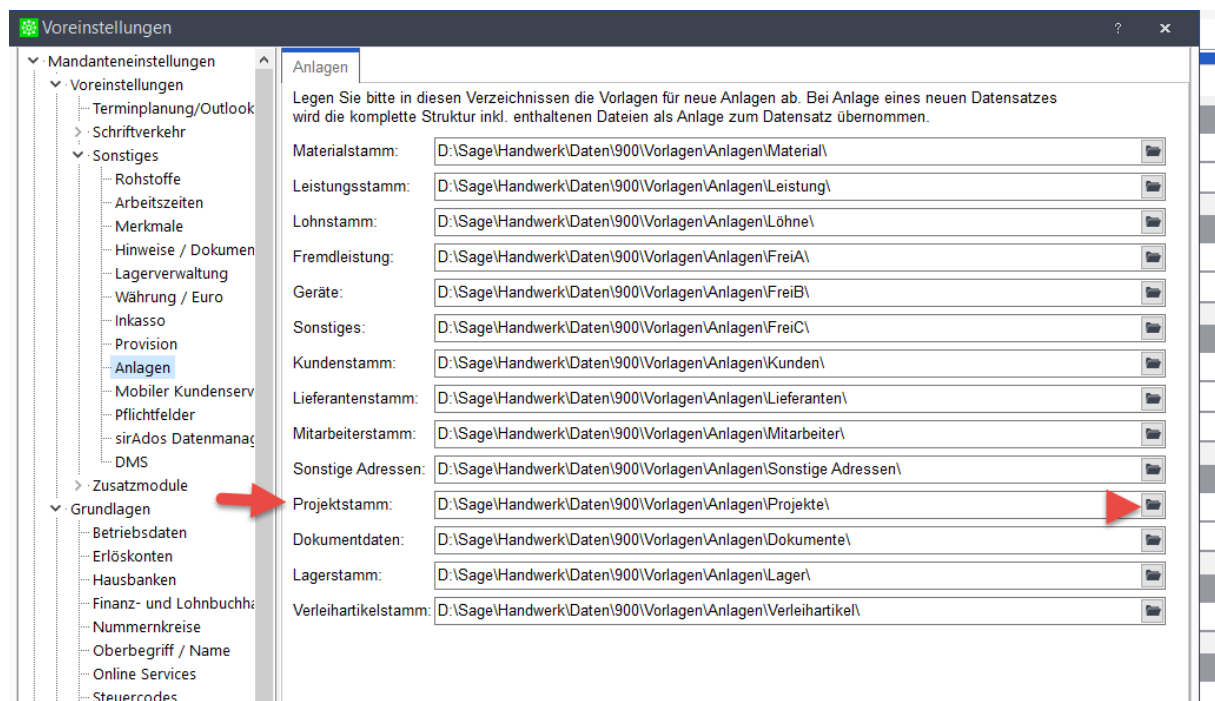 Voreinstellungen
? ×
Mandanteneinstellungen
Voreinstellungen
Terminplanung/Outlook
Schriftverkehr
Sonstiges
Rohstoffe
Arbeitszeiten
Merkmale
Hinweise / Dokumen
Lagerverwaltung
Währung / Euro
Inkasso
Provision
Anlagen
Mobiler Kundenserv
Pflichtfelder
sirAdos Datenmanag
DMS
Zusatzmodule
Grundlagen
Betriebsdaten
Erlöskonten
Hausbanken
Finanz- und Lohnbuchha
Nummernkreise
Oberbegriff / Name
Online Services
Steuercodes
Anlagen
Legen Sie bitte in diesen Verzeichnissen die Vorlagen für neue Anlagen ab. Bei Anlage eines neuen Datensatzes
wird die komplette Struktur inkl. enthaltenen Dateien als Anlage zum Datensatz übernommen.
Materialstamm: D:\Sage\Handwerk\Daten\900\Vorlagen\Anlagen\Material\
Leistungsstamm: D:\Sage\Handwerk\Daten\900\Vorlagen\Anlagen\Leistung\
Lohnstamm: D:\Sage\Handwerk\Daten\900\Vorlagen\Anlagen\Löhne\
Fremdleistung: D:\Sage\Handwerk\Daten\900\Vorlagen\Anlagen\FreiA\
Geräte: D:\Sage\Handwerk\Daten\900\Vorlagen\Anlagen\FreiB\
Sonstiges: D:\Sage\Handwerk\Daten\900\Vorlagen\Anlagen\FreiC\
Kundenstamm: D:\Sage\Handwerk\Daten\900\Vorlagen\Anlagen\Kunden\
Lieferantenstamm: D:\Sage\Handwerk\Daten\900\Vorlagen\Anlagen\Lieferanten\
Mitarbeiterstamm: D:\Sage\Handwerk\Daten\900\Vorlagen\Anlagen\Mitarbeiter\
Sonstige Adressen: D:\Sage\Handwerk\Daten\900\Vorlagen\Anlagen\Sonstige Adressen\
Projektstamm: D:\Sage\Handwerk\Daten\900\Vorlagen\Anlagen\Projekte\
Dokumentdaten: D:\Sage\Handwerk\Daten\900\Vorlagen\Anlagen\Dokumente\
Lagerstamm: D:\Sage\Handwerk\Daten\900\Vorlagen\Anlagen\Lager\
Verleihartikelstamm: D:\Sage\Handwerk\Daten\900\Vorlagen\Anlagen\Verleihartikel\